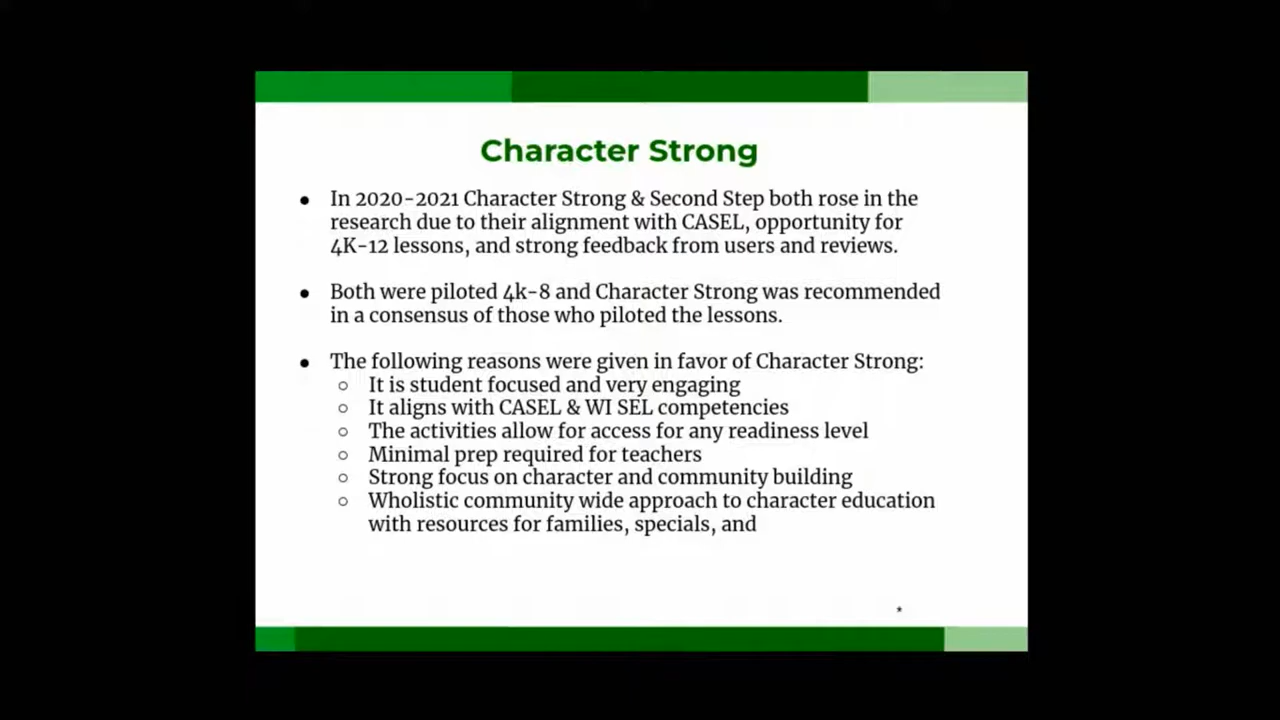 Character Strong
● In 2020-2021 Character Strong & Second Step both rose in the
research due to their alignment with CASEL, opportunity for
4K-12 lessons, and strong feedback from users and reviews.
● Both were piloted 4k-8 and Character Strong was recommended
in a consensus of those who piloted the lessons.
● The following reasons were given in favor of Character Strong:
○ It is student focused and very engaging
○ It aligns with CASEL & WI SEL competencies
○ The activities allow for access for any readiness level
○ Minimal prep required for teachers
○ Strong focus on character and community building
○ Wholistic community wide approach to character education
with resources for families, specials, and
*